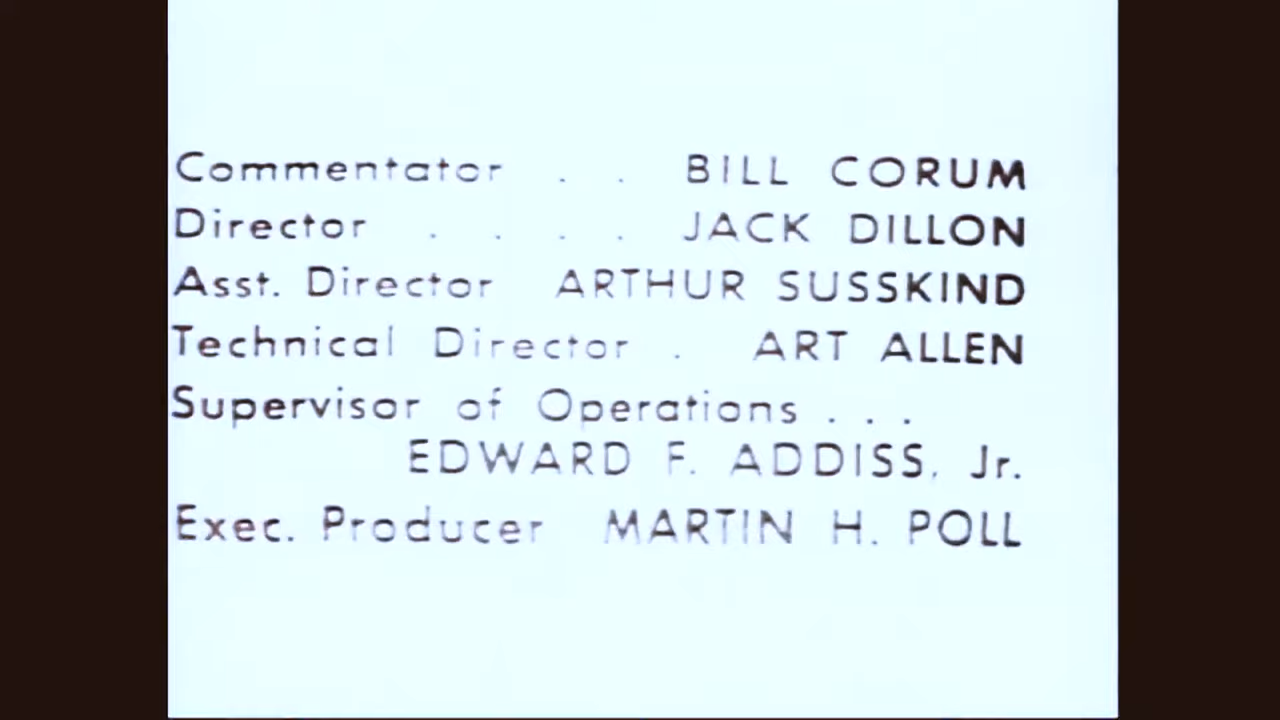 Commentator . . BILL CORUM
Director . . . . JACK DILLON
Asst. Director ARTHUR SUSSKIND
Technical Director . ART ALLEN
Supervisor of Operations . . .
EDWARD F. ADDISS, Jr.
Exec. Producer MARTIN H. POLL